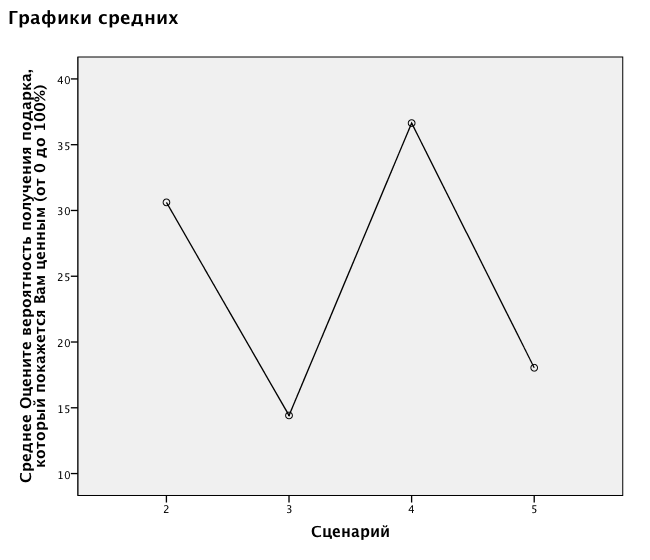 Графики средних
Среднее Оцените вероятность получения подарка,
который покажется Вам ценным (от 0 до 100%)
40
35
30
25
20
15
10
2
3
4
5
Сценарий